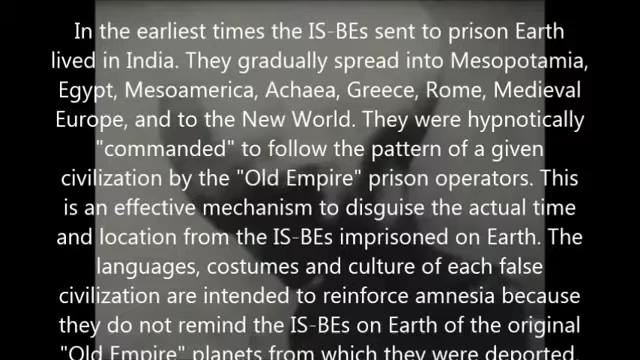 In the earliest times the IS-BEs sent to prison Earth
lived in India. They gradually spread into Mesopotamia,
Egypt, Mesoamerica, Achaea, Greece, Rome, Medieval
Europe, and to the New World. They were hypnotically
"commanded" to follow the pattern of a given
civilization by the "Old Empire" prison operators. This
is an effective mechanism to disguise the actual time
and location from the IS-BEs imprisoned on Earth. The
languages, costumes and culture of each false
civilization are intended to reinforce amnesia because
they do not remind the IS-BEs on Earth of the original
"Old Empire" planets from which they were deported.